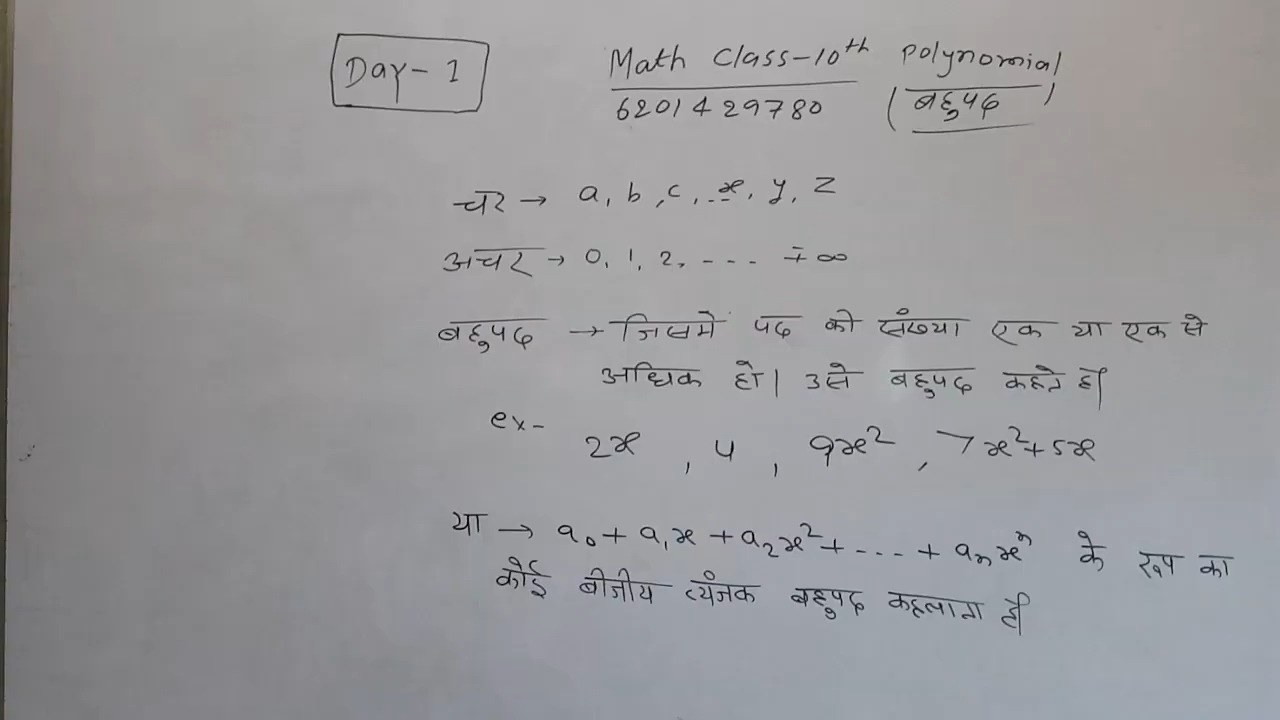 Day-1
Math Class-10th Polynomial
6201429780 (बहुपद)
चर → a, b, c, ... x, y, z
अचर → 0, 1, 2, ---- ∓∞
बहुपद → जिसमे पद की संख्या एक या एक से
अधिक हो। उसे बहुपद कहते है।
ex- 2x, 4, 9x², 7x²+5x
या → a₀ + a₁x + a₂x² + ---- + aₙxⁿ के रूप का
कोई बीजीय व्यंजक बहुपद कहलाता है।